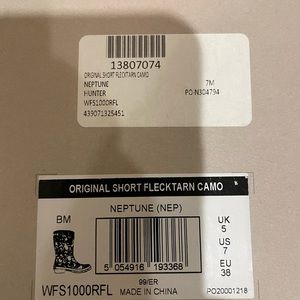 13807074
ORIGINAL SHORT FLECKTARN CAMO
NEPTUNE 7M
HUNTER PO-N304794
WFS1000RFL
439071325451
ORIGINAL SHORT FLECKTARN CAMO
BM
NEPTUNE (NEP)
UK
5
US
7
EU
38
5 054916 193368
99/ER
WFS1000RFL MADE IN CHINA PO20001218